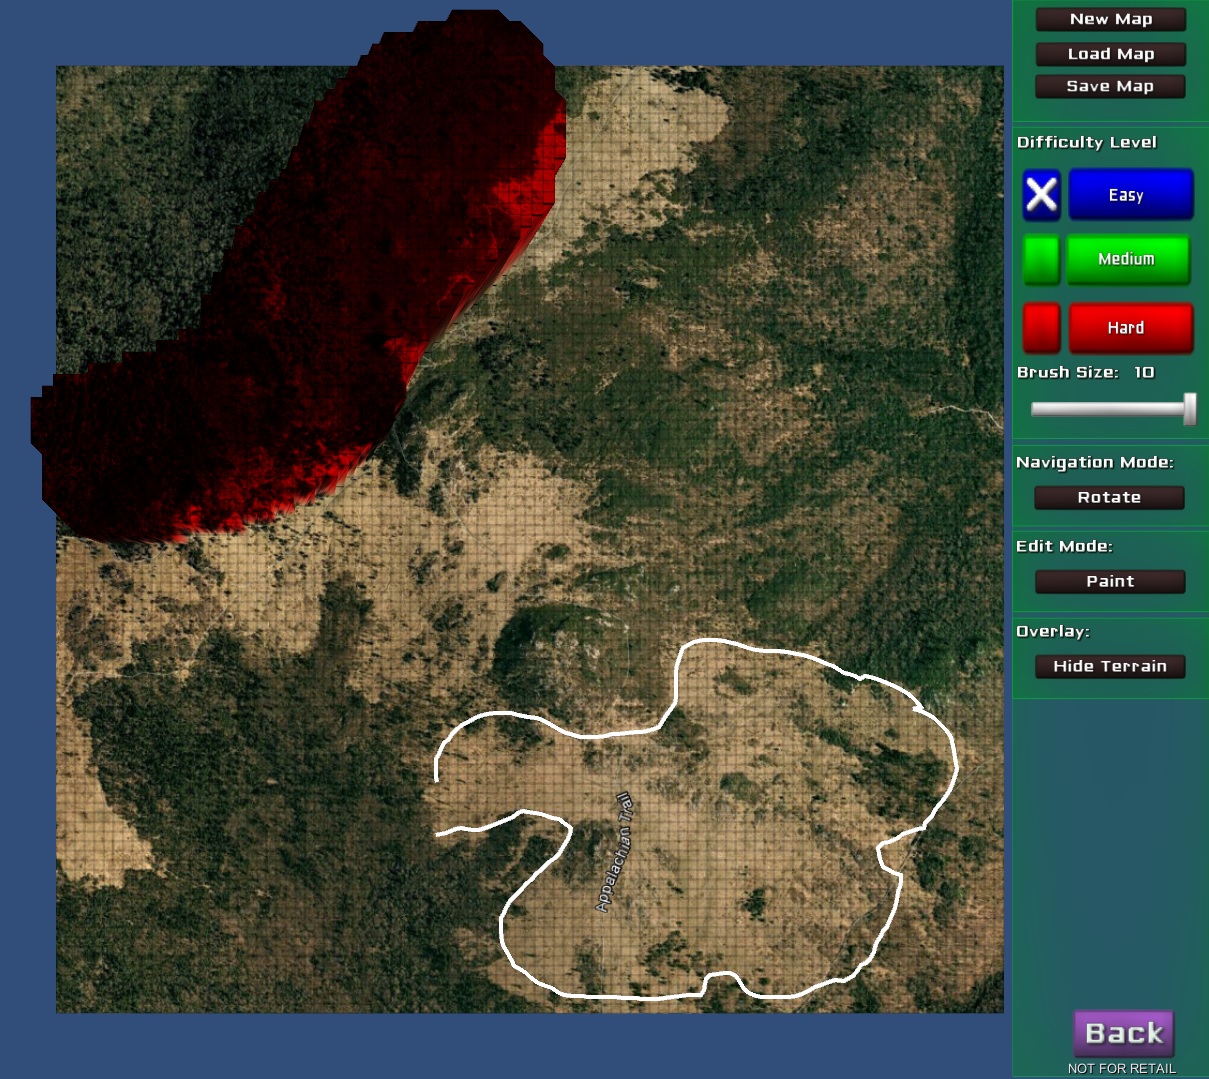 New Map
Load Map
Save Map
Difficulty Level
Easy
Medium
Hard
Brush Size: 10
Navigation Mode:
Rotate
Edit Mode:
Paint
Overlay:
Hide Terrain
Appalachian Trail
Back
NOT FOR RETAIL